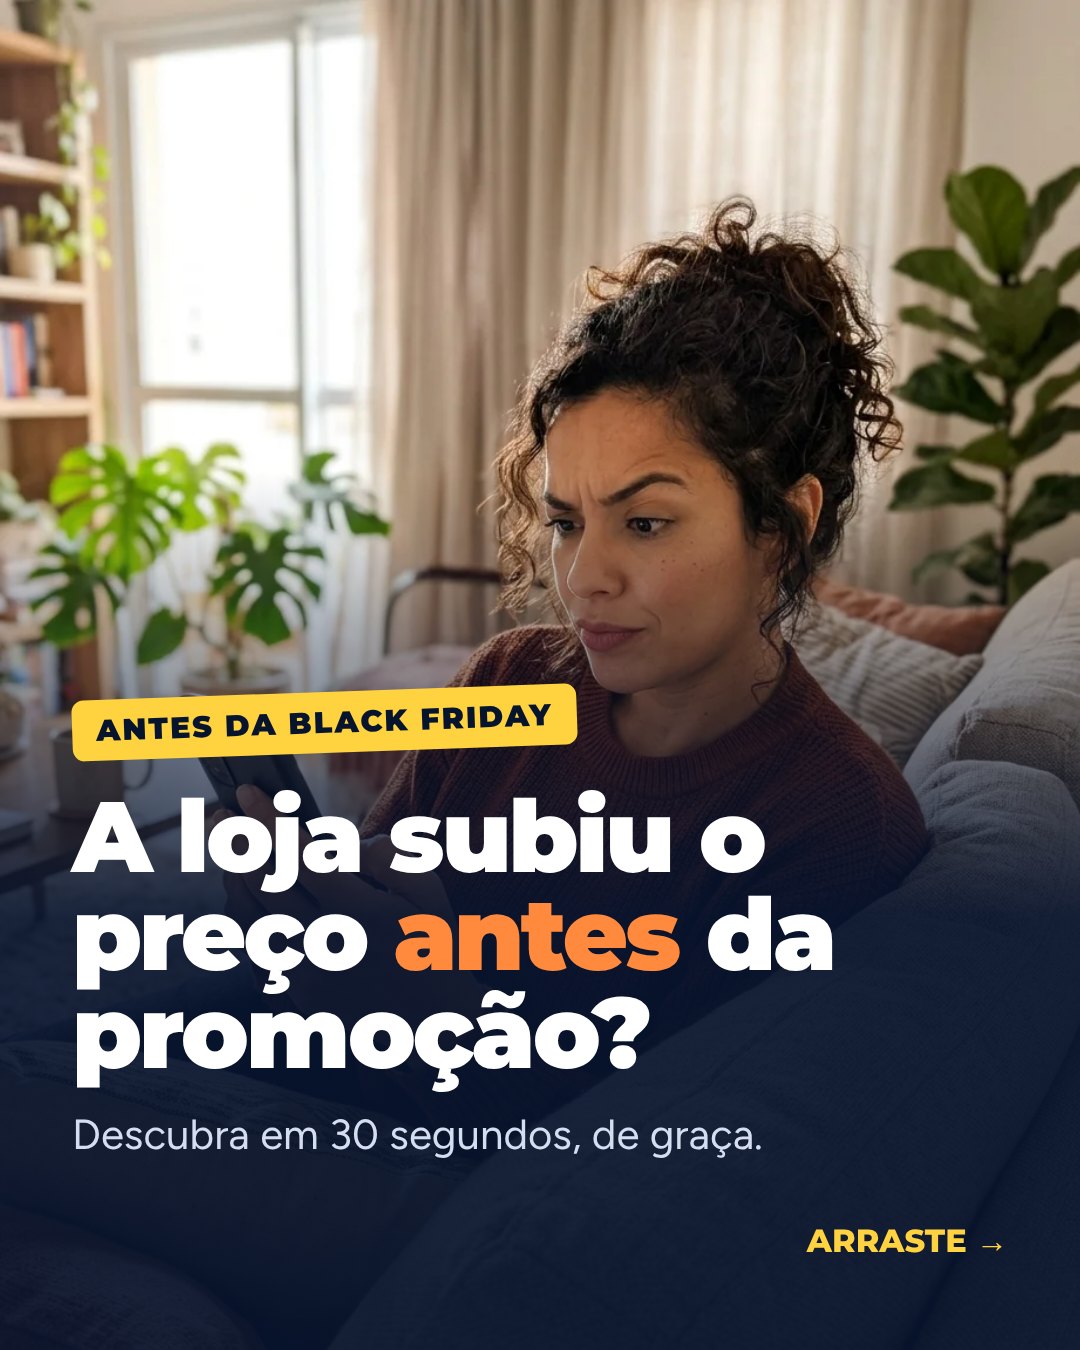 ANTES DA BLACK FRIDAY
A loja subiu o
preço antes da
promoção?
Descubra em 30 segundos, de graça.
ARRASTE →